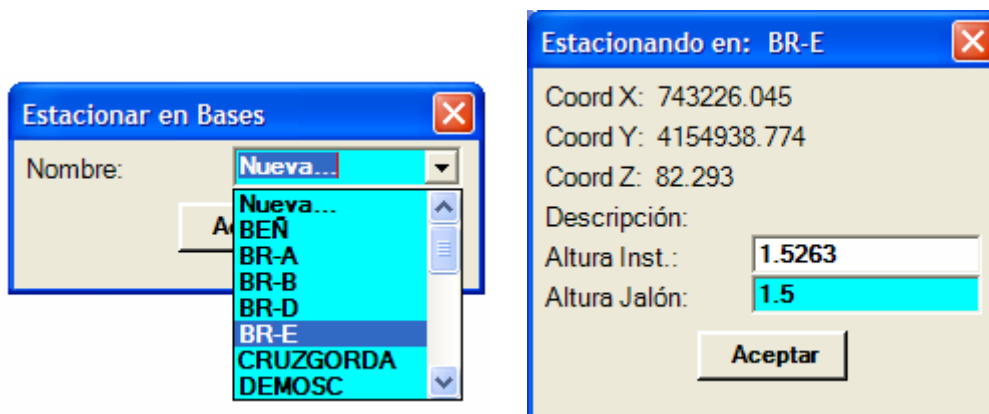 Estacionar en Bases
Nombre:
Nueva...
Nueva...
BEÑ
BR-A
BR-B
BR-D
BR-E
CRUZGORDA
DEMOSC
Estacionando en: BR-E
Coord X: 743226.045
Coord Y: 4154938.774
Coord Z: 82.293
Descripción:
Altura Inst.: 1.5263
Altura Jalón: 1.5
Aceptar